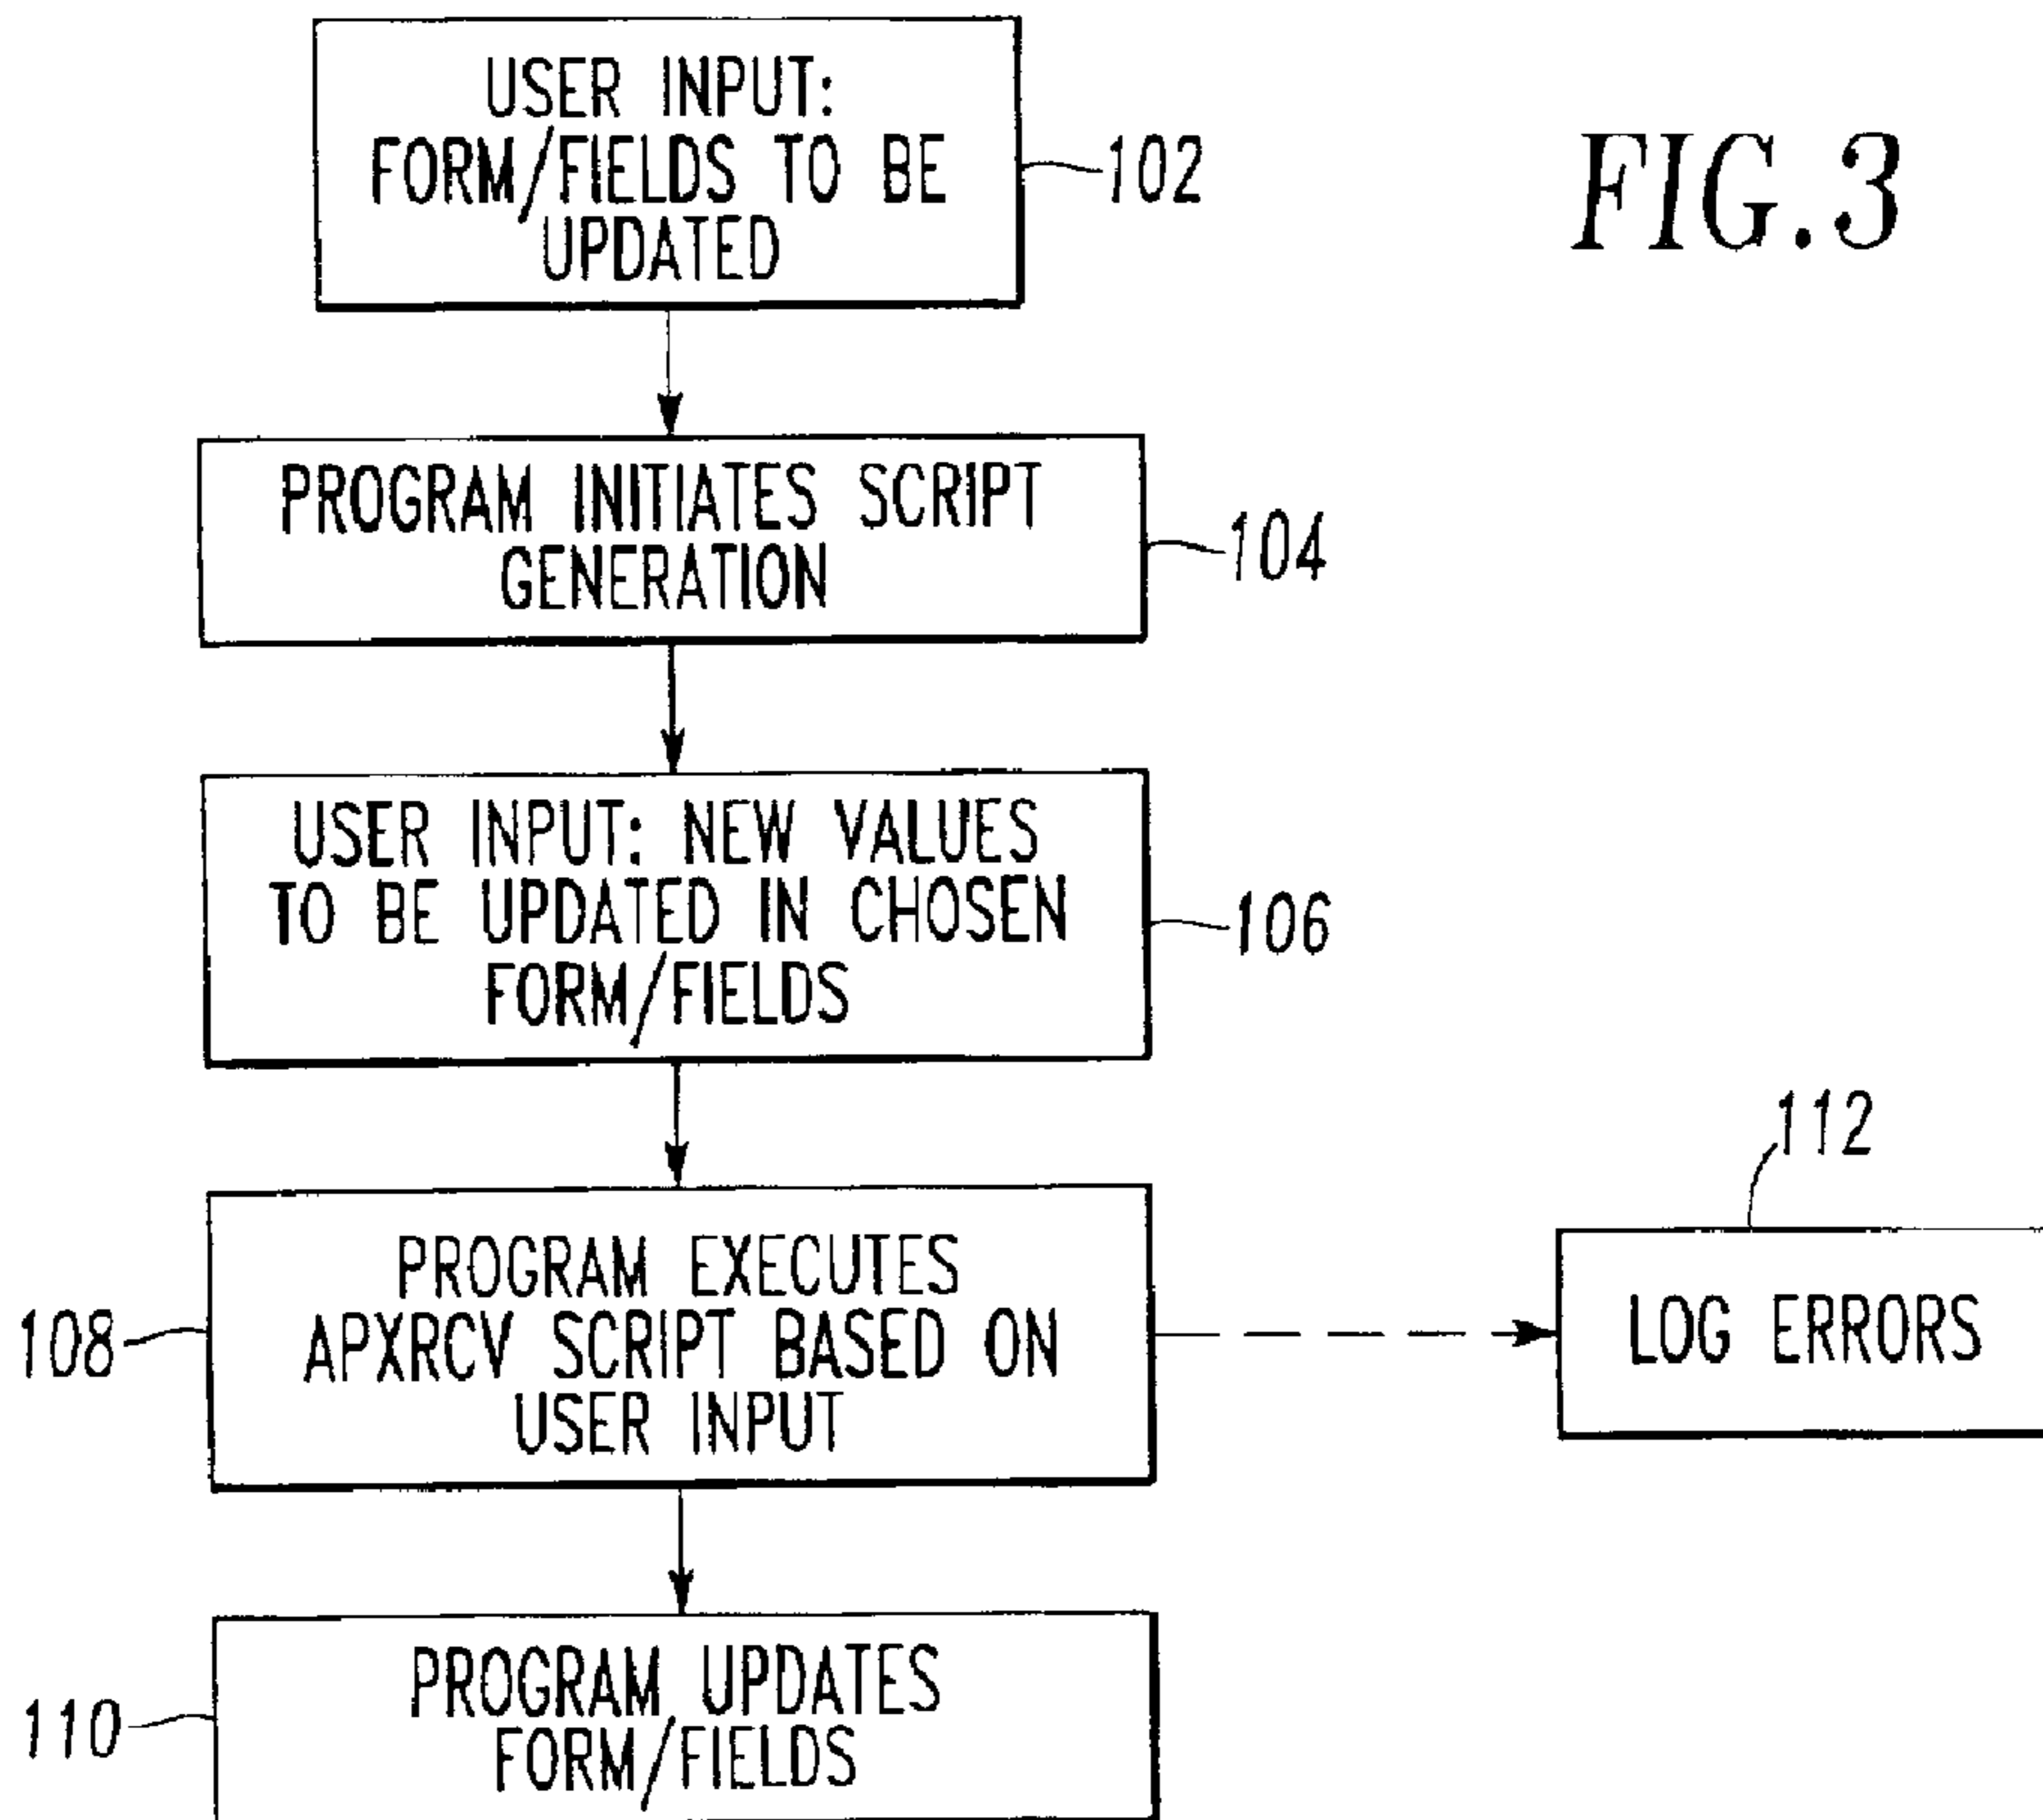 USER INPUT:
FORM/FIELDS TO BE
UPDATED
102
FIG.3
PROGRAM INITIATES SCRIPT
GENERATION
104
USER INPUT: NEW VALUES
TO BE UPDATED IN CHOSEN
FORM/FIELDS
106
PROGRAM EXECUTES
APXRCV SCRIPT BASED ON
USER INPUT
108
112
LOG ERRORS
PROGRAM UPDATES
FORM/FIELDS
110